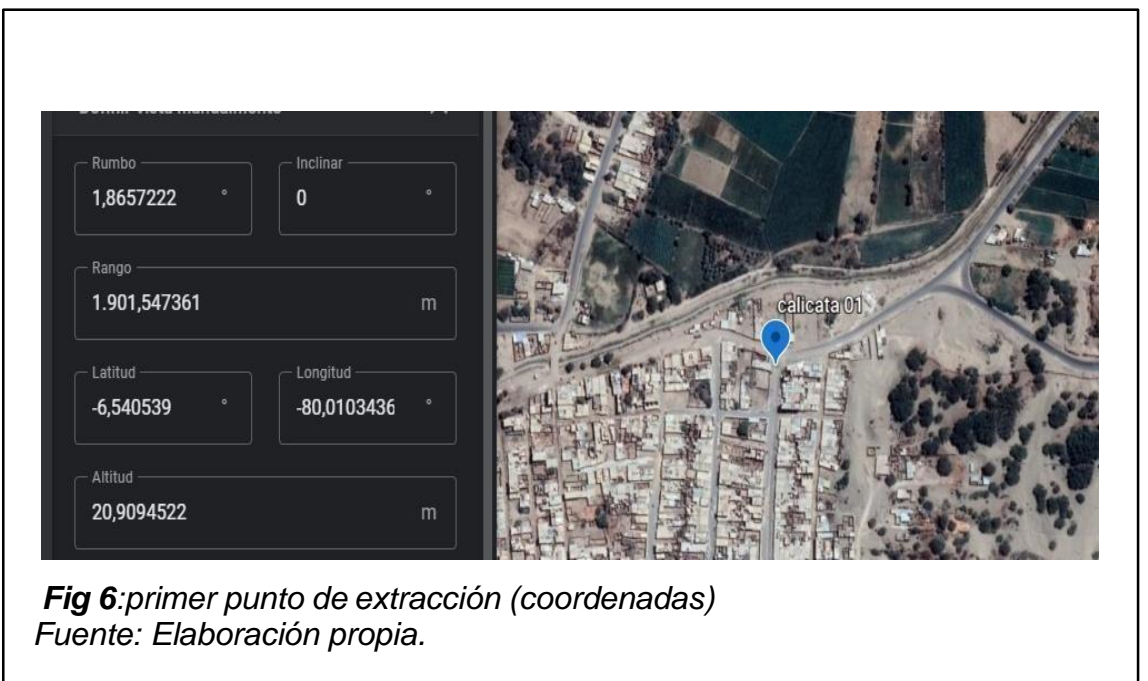 Rumbo
Inclinar
1,8657222 °
0 °
Rango
1.901,547361 m
Latitud
Longitud
-6,540539 °
-80,0103436 °
Altitud
20,9094522 m
calicata 01
Fig 6:primer punto de extracción (coordenadas)
Fuente: Elaboración propia.